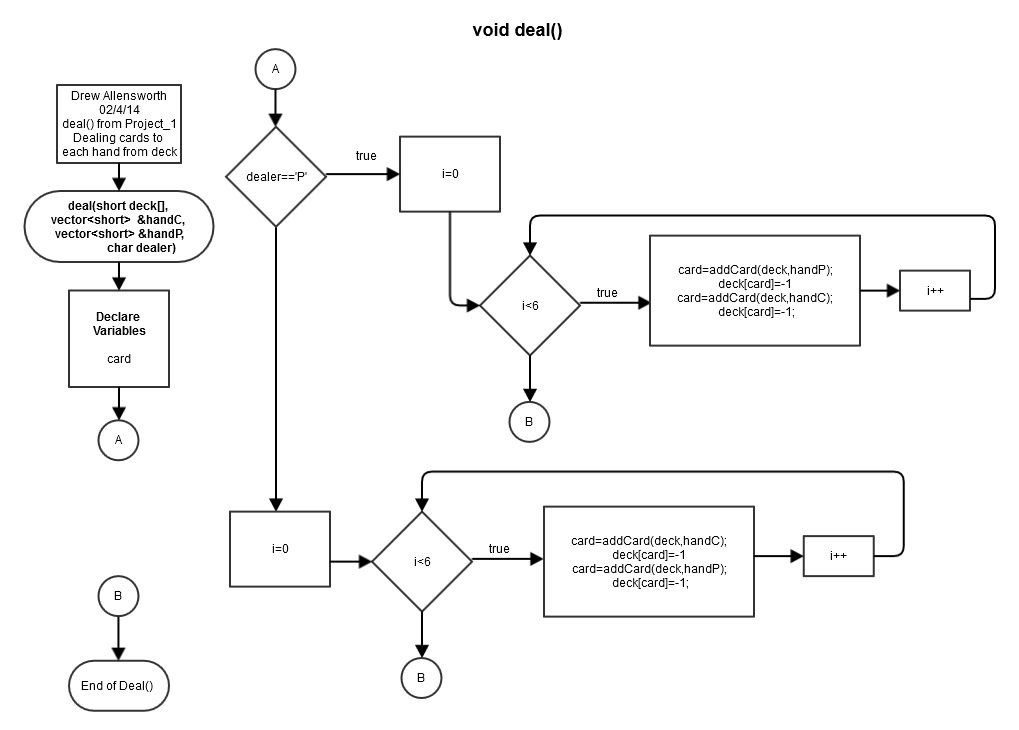 void deal()
Drew Allensworth
02/4/14
deal() from Project_1
Dealing cards to
each hand from deck
deal(short deck[],
vector<short> &handC,
vector<short> &handP,
char dealer)
Declare
Variables
card
A
A
dealer=='P'
true
i=0
i<6
true
card=addCard(deck,handP);
deck[card]=-1
card=addCard(deck,handC);
deck[card]=-1;
i++
B
i=0
i<6
true
card=addCard(deck,handC);
deck[card]=-1
card=addCard(deck,handP);
deck[card]=-1;
i++
B
B
End of Deal()